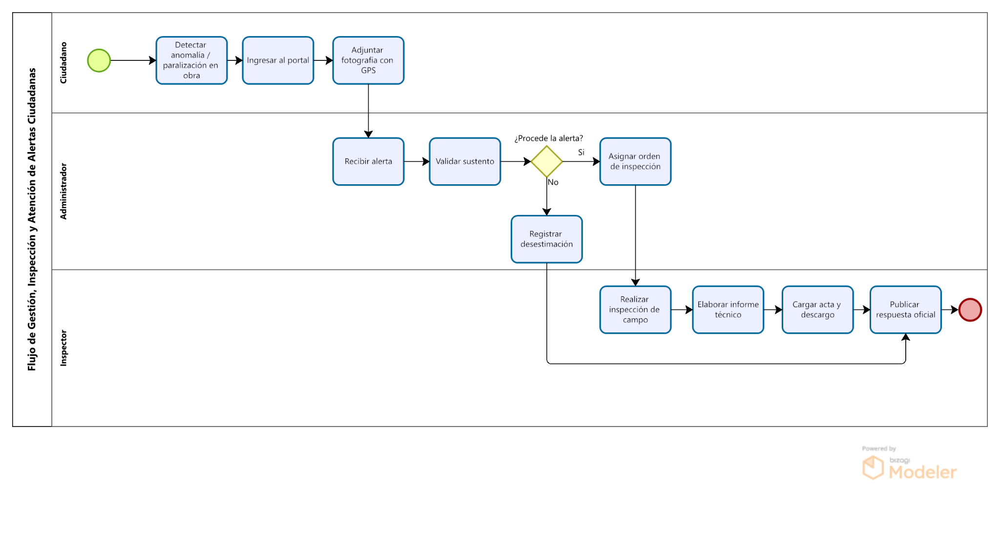 Flujo de Gestión, Inspección y Atención de Alertas Ciudadanas
Ciudadano
Detectar
anomalía /
paralización en
obra
Ingresar al portal
Adjuntar
fotografía con
GPS
Administrador
Recibir alerta
Validar sustento
¿Procede la alerta?
Si
No
Asignar orden
de inspección
Registrar
desestimación
Inspector
Realizar
inspección de
campo
Elaborar informe
técnico
Cargar acta y
descargo
Publicar
respuesta oficial
Powered by
bizagi
Modeler